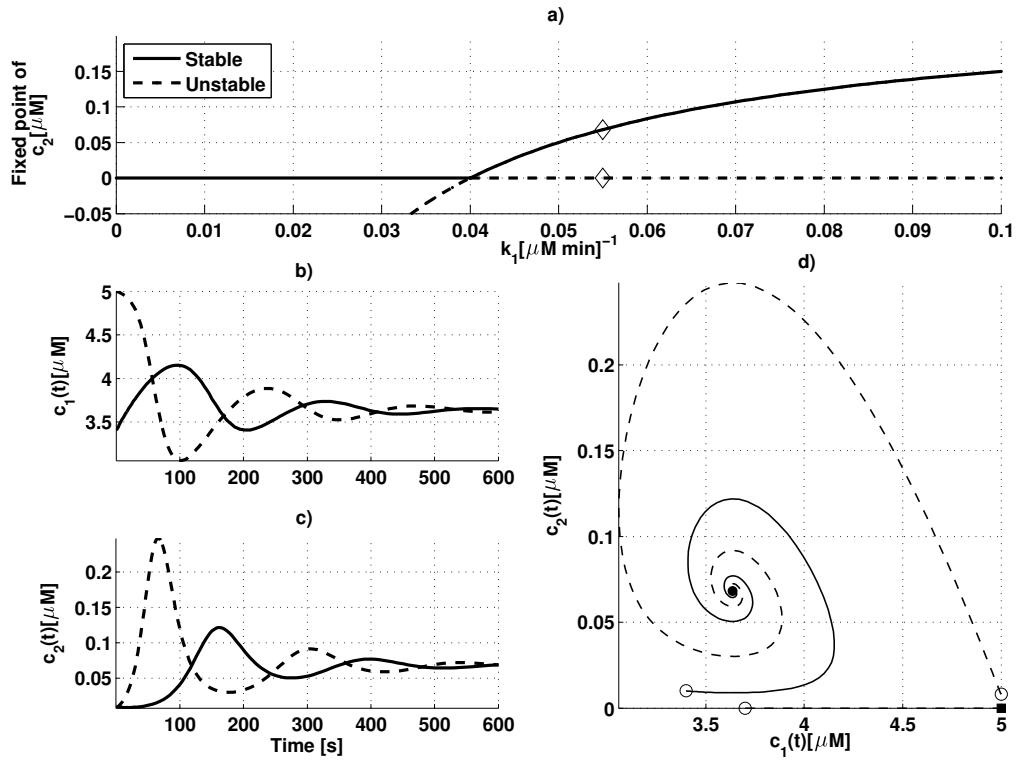 a)
Fixed point of
c2[μM]
Stable
Unstable
0.15
0.1
0.05
0
−0.05
0 0.01 0.02 0.03 0.04 0.05 0.06 0.07 0.08 0.09 0.1
k1[μM min]−1
b)
c1(t)[μM]
5
4.5
4
3.5
100 200 300 400 500 600
c)
c2(t)[μM]
0.2
0.15
0.1
0.05
100 200 300 400 500 600
Time [s]
d)
c2(t)[μM]
0.2
0.15
0.1
0.05
0
3.5 4 4.5 5
c1(t)[μM]